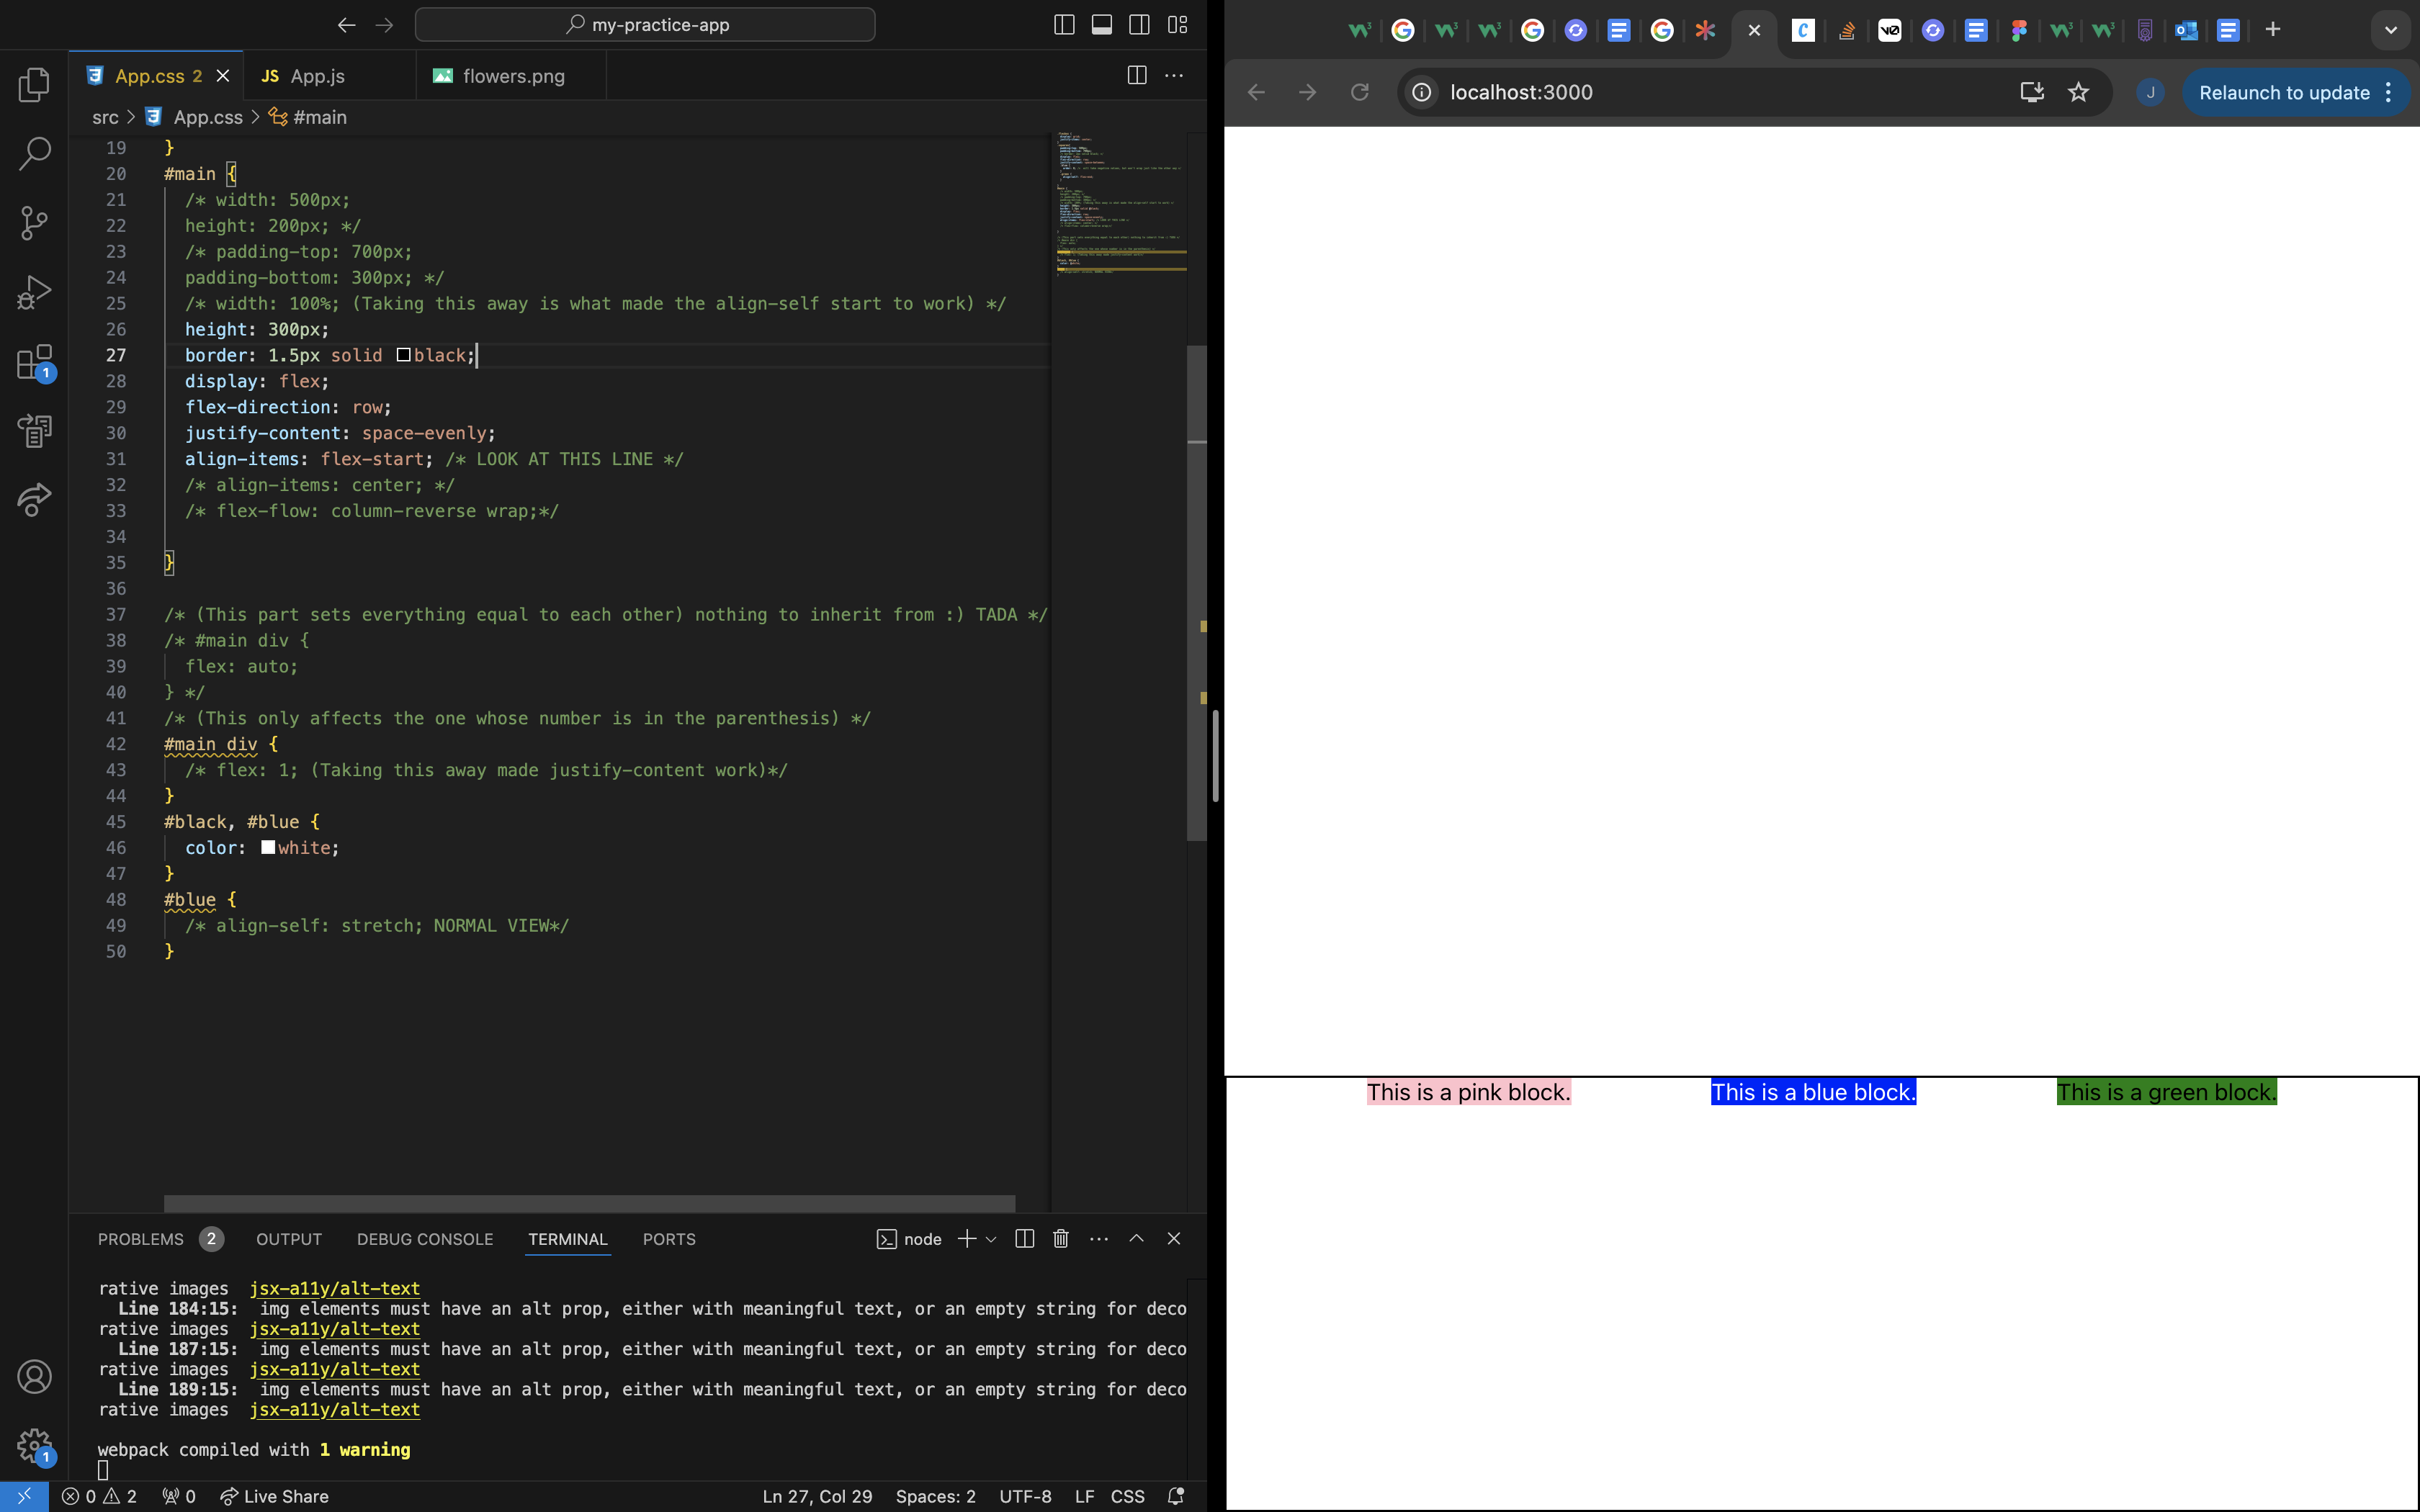 my-practice-app
App.css 2
JS App.js
flowers.png
src > App.css > #main
19 }
20 #main {
21 /* width: 500px;
22 height: 200px; */
23 /* padding-top: 700px;
24 padding-bottom: 300px; */
25 /* width: 100%; (Taking this away is what made the align-self start to work) */
26 height: 300px;
27 border: 1.5px solid black;
28 display: flex;
29 flex-direction: row;
30 justify-content: space-evenly;
31 align-items: flex-start; /* LOOK AT THIS LINE */
32 /* align-items: center; */
33 /* flex-flow: column-reverse wrap;*/
34
35 }
36
37 /* (This part sets everything equal to each other) nothing to inherit from :) TADA */
38 /* #main div {
39 flex: auto;
40 } */
41 /* (This only affects the one whose number is in the parenthesis) */
42 #main div {
43 /* flex: 1; (Taking this away made justify-content work)*/
44 }
45 #black, #blue {
46 color: white;
47 }
48 #blue {
49 /* align-self: stretch; NORMAL VIEW*/
50 }
1
1
PROBLEMS 2 OUTPUT DEBUG CONSOLE TERMINAL PORTS
node
rative images jsx-a11y/alt-text
Line 184:15: img elements must have an alt prop, either with meaningful text, or an empty string for deco
rative images jsx-a11y/alt-text
Line 187:15: img elements must have an alt prop, either with meaningful text, or an empty string for deco
rative images jsx-a11y/alt-text
Line 189:15: img elements must have an alt prop, either with meaningful text, or an empty string for deco
rative images jsx-a11y/alt-text
webpack compiled with 1 warning
0 2 0 Live Share
Ln 27, Col 29 Spaces: 2 UTF-8 LF CSS
localhost:3000
J
Relaunch to update
This is a pink block.
This is a blue block.
This is a green block.